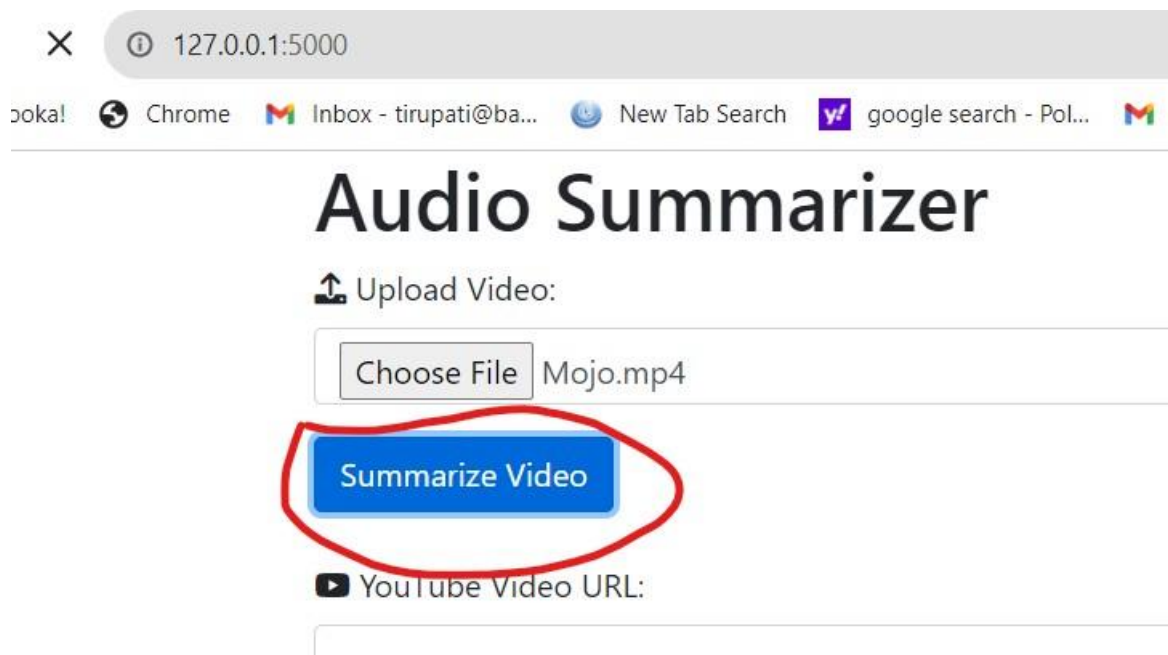 127.0.0.1:5000
ooka! Chrome Inbox - tirupati@ba... New Tab Search google search - Pol...
Audio Summarizer
Upload Video:
Choose File Mojo.mp4
Summarize Video
YouTube Video URL: